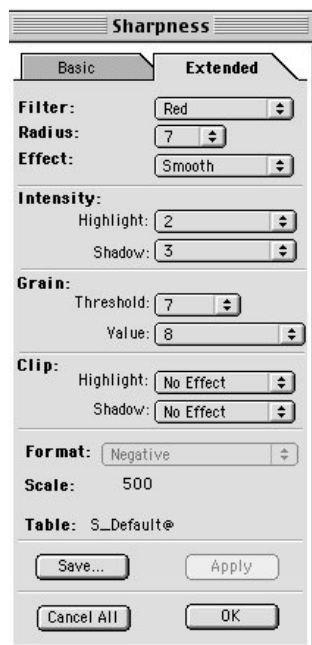 Sharpness
Basic Extended
Filter: Red
Radius: 7
Effect: Smooth
Intensity:
Highlight: 2
Shadow: 3
Grain:
Threshold: 7
Value: 8
Clip:
Highlight: No Effect
Shadow: No Effect
Format: Negative
Scale: 500
Table: S_Default@
Save... Apply
Cancel All OK